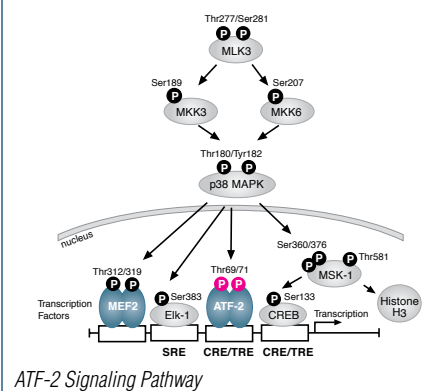 Thr277/Ser281
P P
MLK3
Ser189 Ser207
P P
MKK3 MKK6
Thr180/Tyr182
P P
p38 MAPK
nucleus
Ser360/376
Thr581
P P P
MSK-1
Thr312/319 Thr69/71
P P P P
Ser383 Ser133
P P
Transcription
Factors
MEF2 Elk-1 ATF-2 CREB
Transcription
Histone
H3
SRE CRE/TRE CRE/TRE
ATF-2 Signaling Pathway